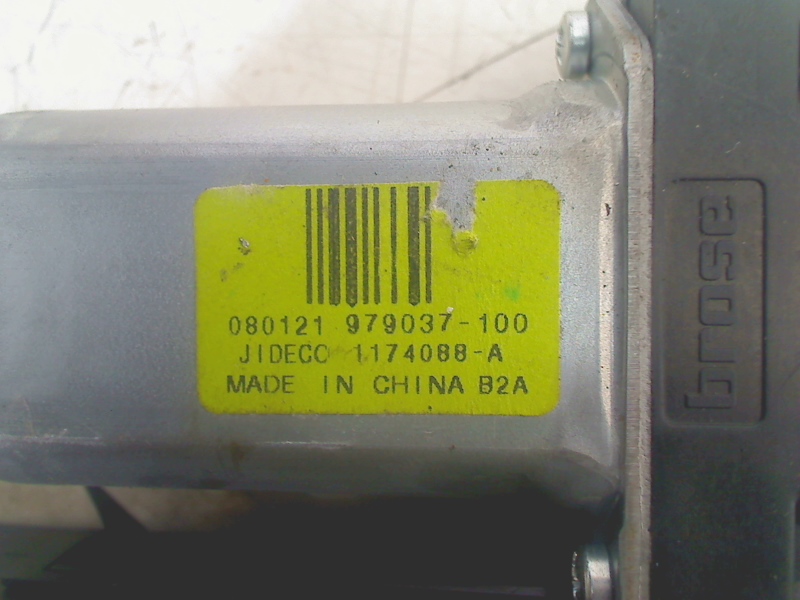 080121 979037-100
JIDECO 1174088-A
MADE IN CHINA B2A
brose